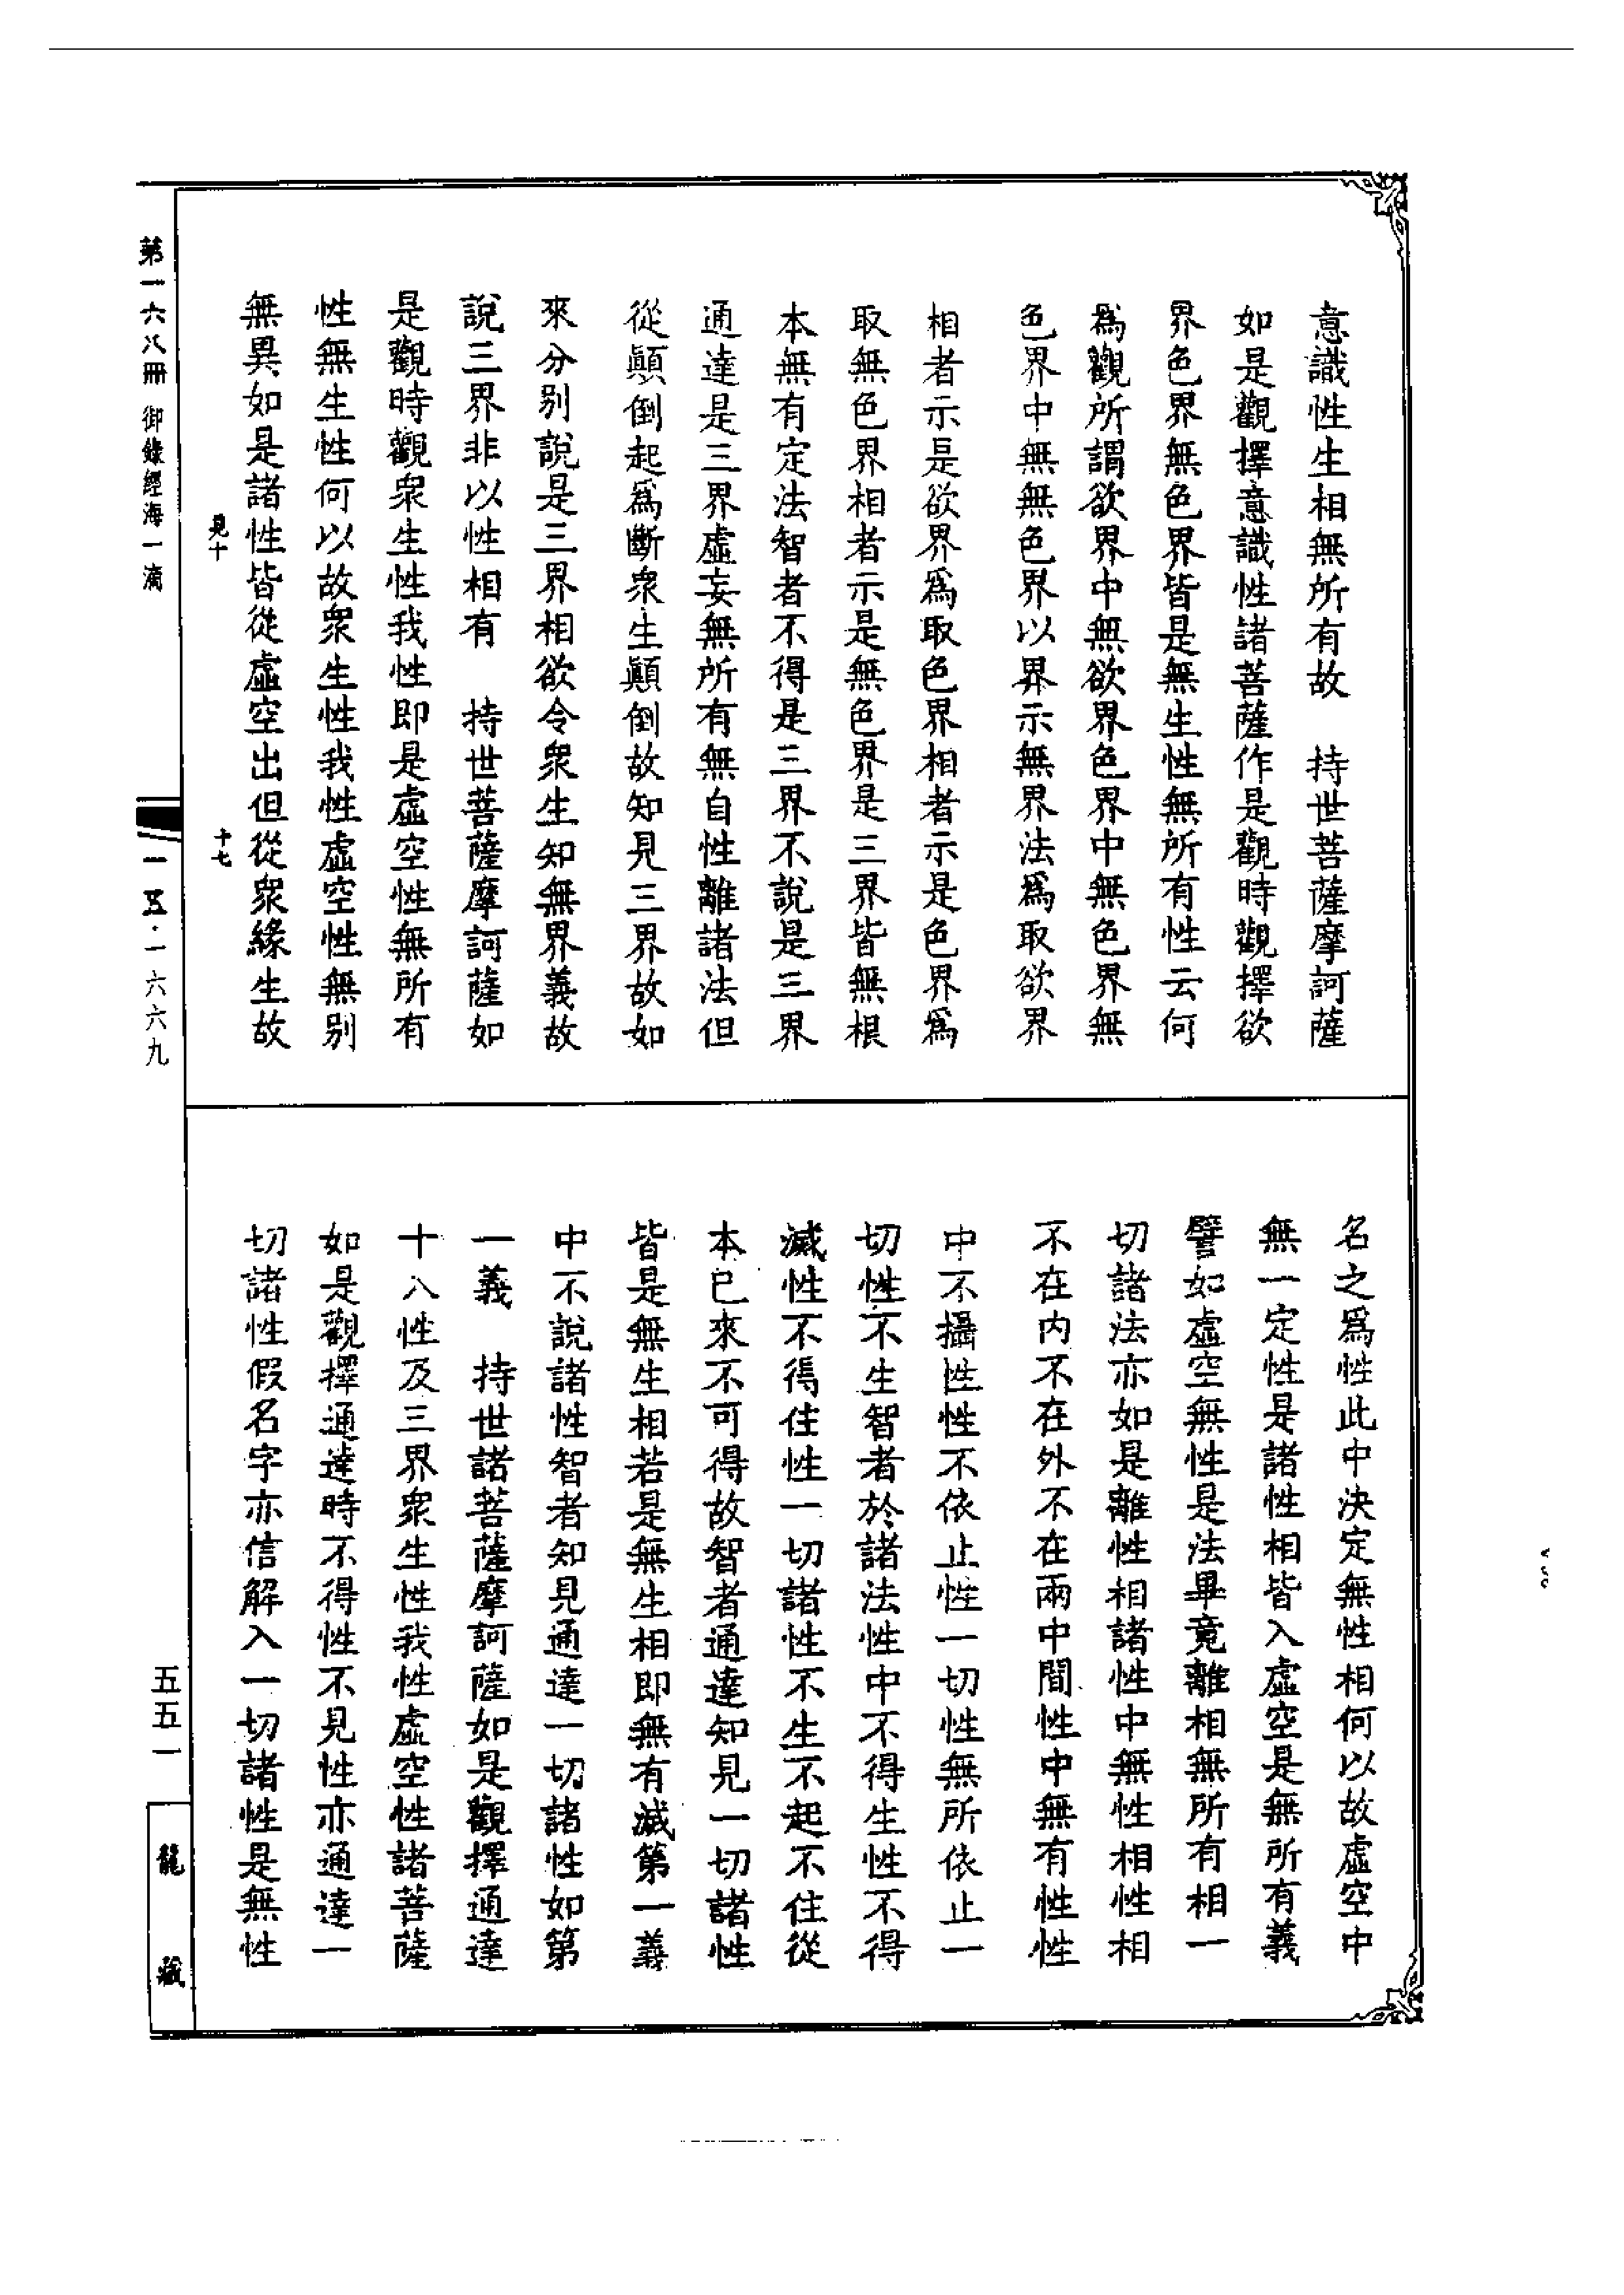 意識性生相無所有故　持世菩薩摩訶薩
如是觀擇意識性諸菩薩作是觀時觀擇欲
界色界無色界皆是無生性無所有性云何
爲觀所謂欲界中無欲界色界中無色界無
色界中無無色界以界示無界法爲取欲界
相者示是欲界爲取色界相者示是色界爲
取無色界相者示是無色界是三界皆無根
本無有定法智者不得是三界不說是三界
通達是三界虛妄無所有無自性離諸法但
從顚倒起爲斷衆生顚倒故知見三界故如
來分别說是三界相欲令衆生知無界義故
說三界非以性相有　持世菩薩摩訶薩如
是觀時觀衆生性我性即是虛空性無所有
性無生性何以故衆生性我性虛空性無别
無異如是諸性皆從虛空出但從衆緣生故
見十
十七
名之爲性此中決定無性相何以故虛空中
無一定性是諸性相皆入虛空是無所有義
譬如虛空無性是法畢竟離相無所有相一
切諸法亦如是離性相諸性中無性相性相
不在内不在外不在兩中間性中無有性性
中不攝性性不依止性一切性無所依止一
切性不生智者於諸法性中不得生性不得
滅性不得住性一切諸性不生不起不住從
本已來不可得故智者通達知見一切諸性
皆是無生相若是無生相即無有滅第一義
中不說諸性智者知見通達一切諸性如第
一義　持世諸菩薩摩訶薩如是觀擇通達
十八性及三界衆生性我性虛空性諸菩薩
如是觀擇通達時不得性不見性亦通達一
切諸性假名字亦信解入一切諸性是無性
第一六八冊　御錄經海一滴
一五·一六六九
五五一
龍藏